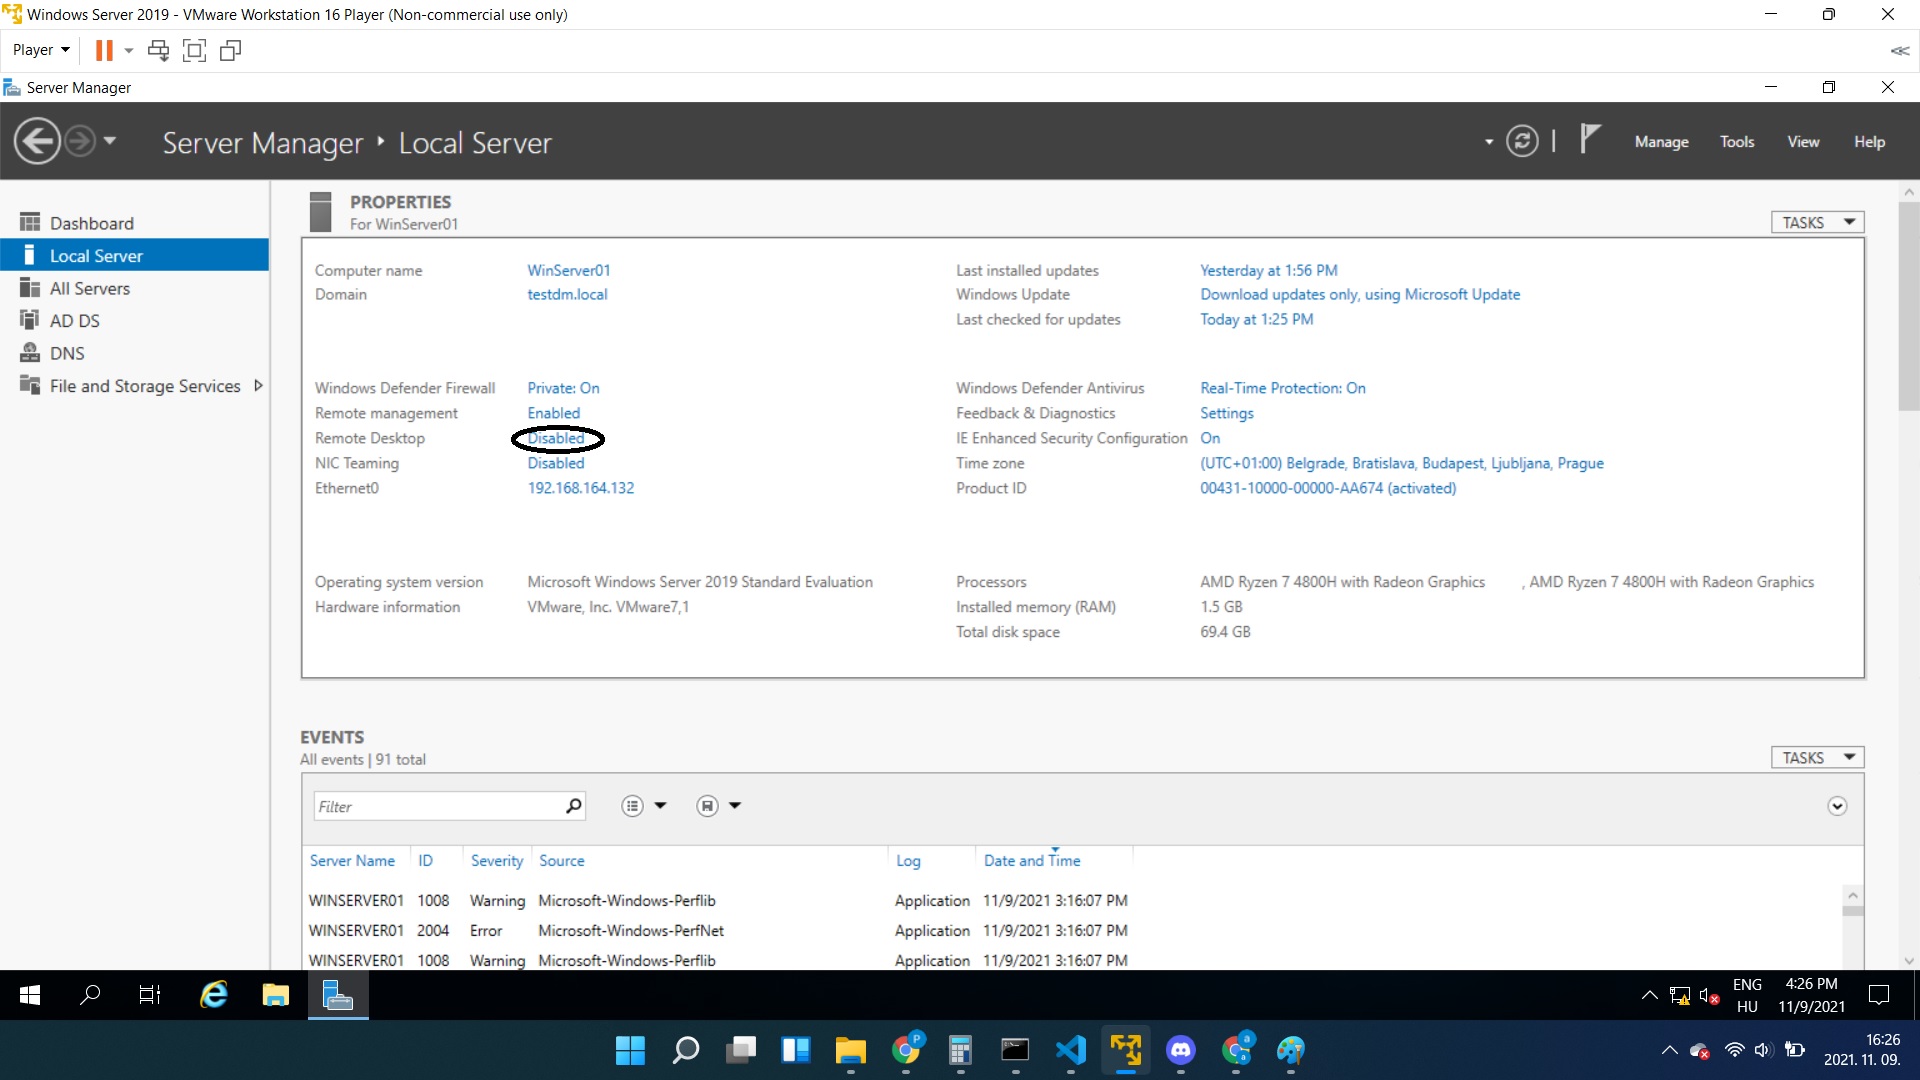 Windows Server 2019 - VMware Workstation 16 Player (Non-commercial use only)
Player
Server Manager
Server Manager ‣ Local Server
Manage Tools View Help
Dashboard
Local Server
All Servers
AD DS
DNS
File and Storage Services
PROPERTIES
For WinServer01
TASKS
Computer name WinServer01 Last installed updates Yesterday at 1:56 PM
Domain testdm.local Windows Update Download updates only, using Microsoft Update
Last checked for updates Today at 1:25 PM
Windows Defender Firewall Private: On Windows Defender Antivirus Real-Time Protection: On
Remote management Enabled Feedback & Diagnostics Settings
Remote Desktop Disabled IE Enhanced Security Configuration On
NIC Teaming Disabled Time zone (UTC+01:00) Belgrade, Bratislava, Budapest, Ljubljana, Prague
Ethernet0 192.168.164.132 Product ID 00431-10000-00000-AA674 (activated)
Operating system version Microsoft Windows Server 2019 Standard Evaluation Processors AMD Ryzen 7 4800H with Radeon Graphics , AMD Ryzen 7 4800H with Radeon Graphics
Hardware information VMware, Inc. VMware7,1 Installed memory (RAM) 1.5 GB
Total disk space 69.4 GB
EVENTS
All events | 91 total
TASKS
Filter
Server Name ID Severity Source Log Date and Time
WINSERVER01 1008 Warning Microsoft-Windows-Perflib Application 11/9/2021 3:16:07 PM
WINSERVER01 2004 Error Microsoft-Windows-PerfNet Application 11/9/2021 3:16:07 PM
WINSERVER01 1008 Warning Microsoft-Windows-Perflib Application 11/9/2021 3:16:07 PM
ENG 4:26 PM
HU 11/9/2021
16:26
2021. 11. 09.